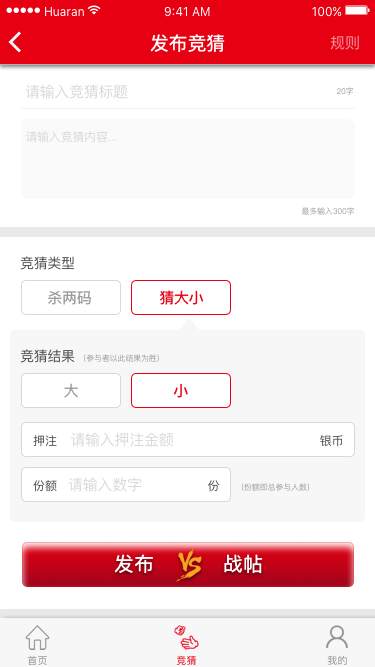 Huaran 9:41 AM 100%
发布竞猜 规则
请输入竞猜标题 20字
请输入竞猜内容...
最多输入300字
竞猜类型
杀两码 猜大小
竞猜结果 (参与者以此结果为胜)
大 小
押注 请输入押注金额 银币
份额 请输入数字 份 (份额即总参与人数)
发布 VS 战帖
首页 竞猜 我的